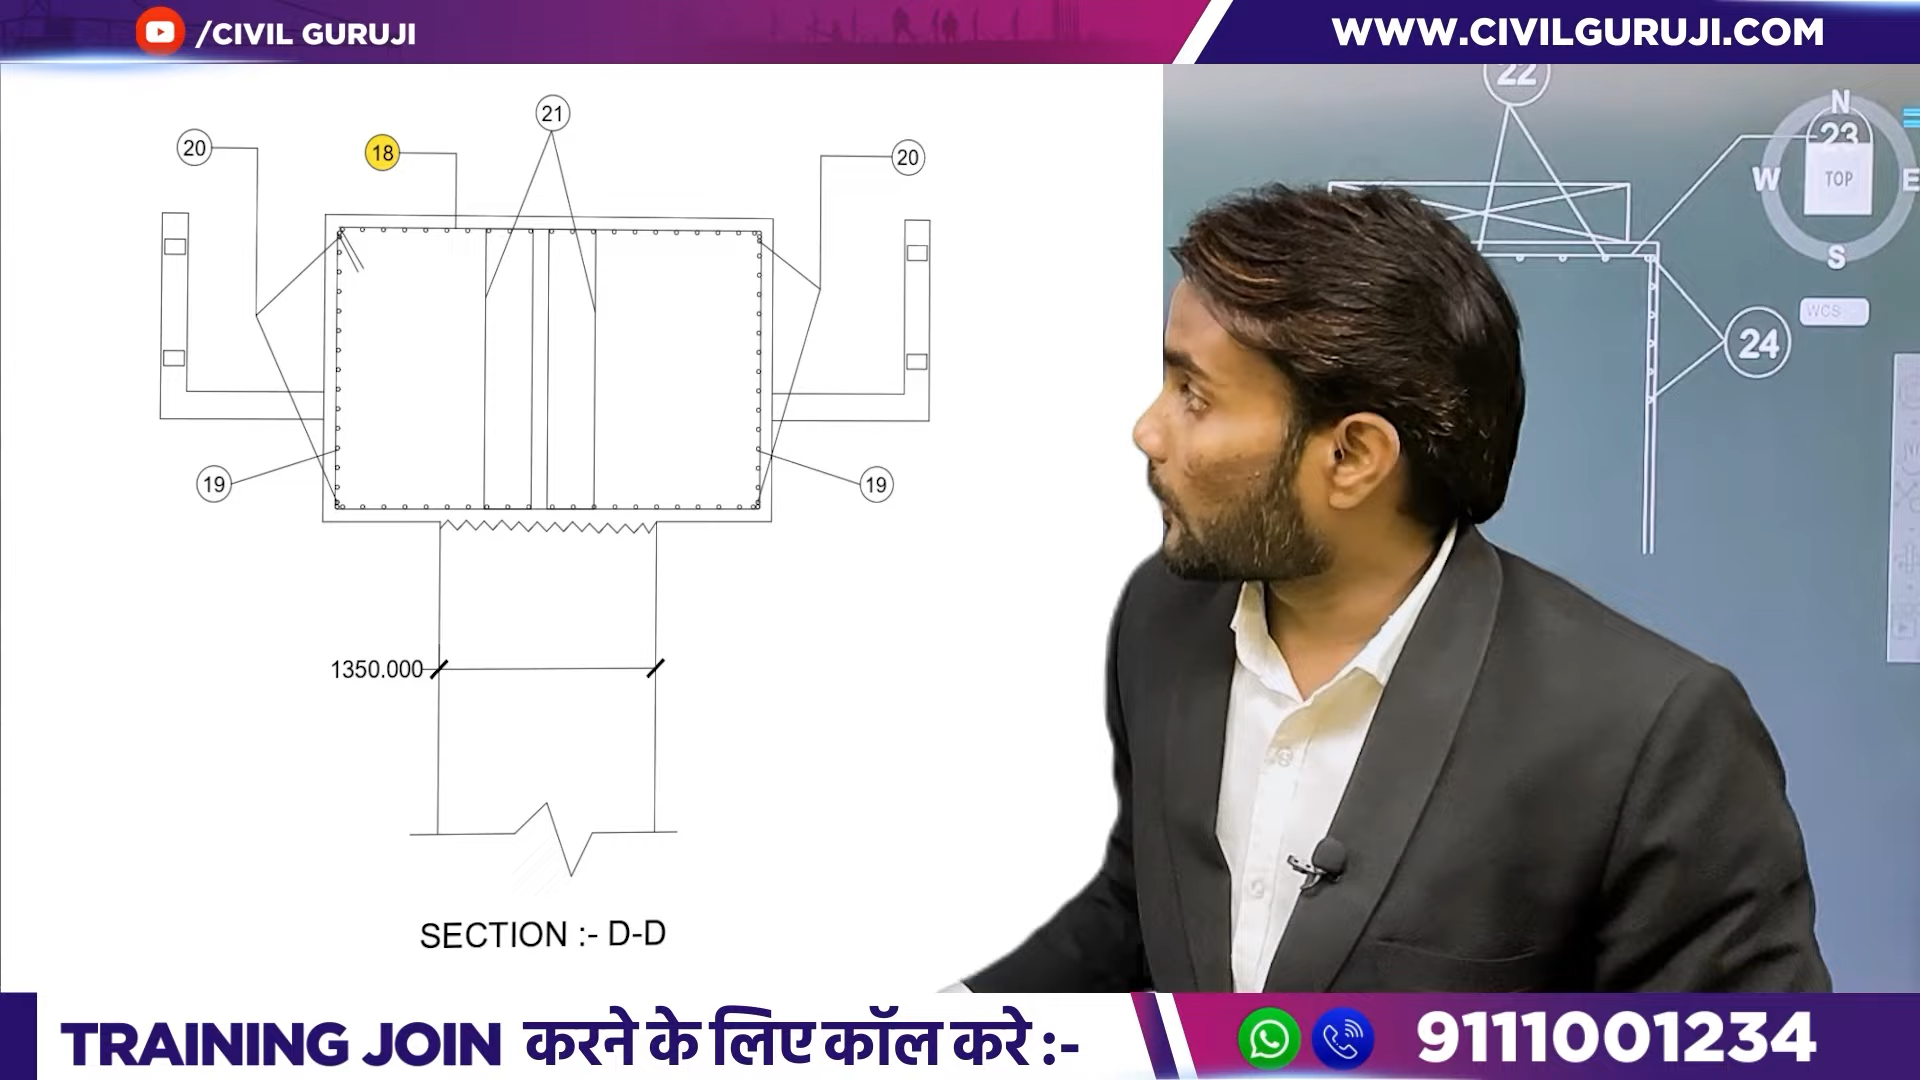 /CIVIL GURUJI
WWW.CIVILGURUJI.COM
22
21
20
18
20
N
23
W
TOP
E
S
WCS
24
19
19
1350.000
SECTION :- D-D
TRAINING JOIN करने के लिए कॉल करे :-
9111001234